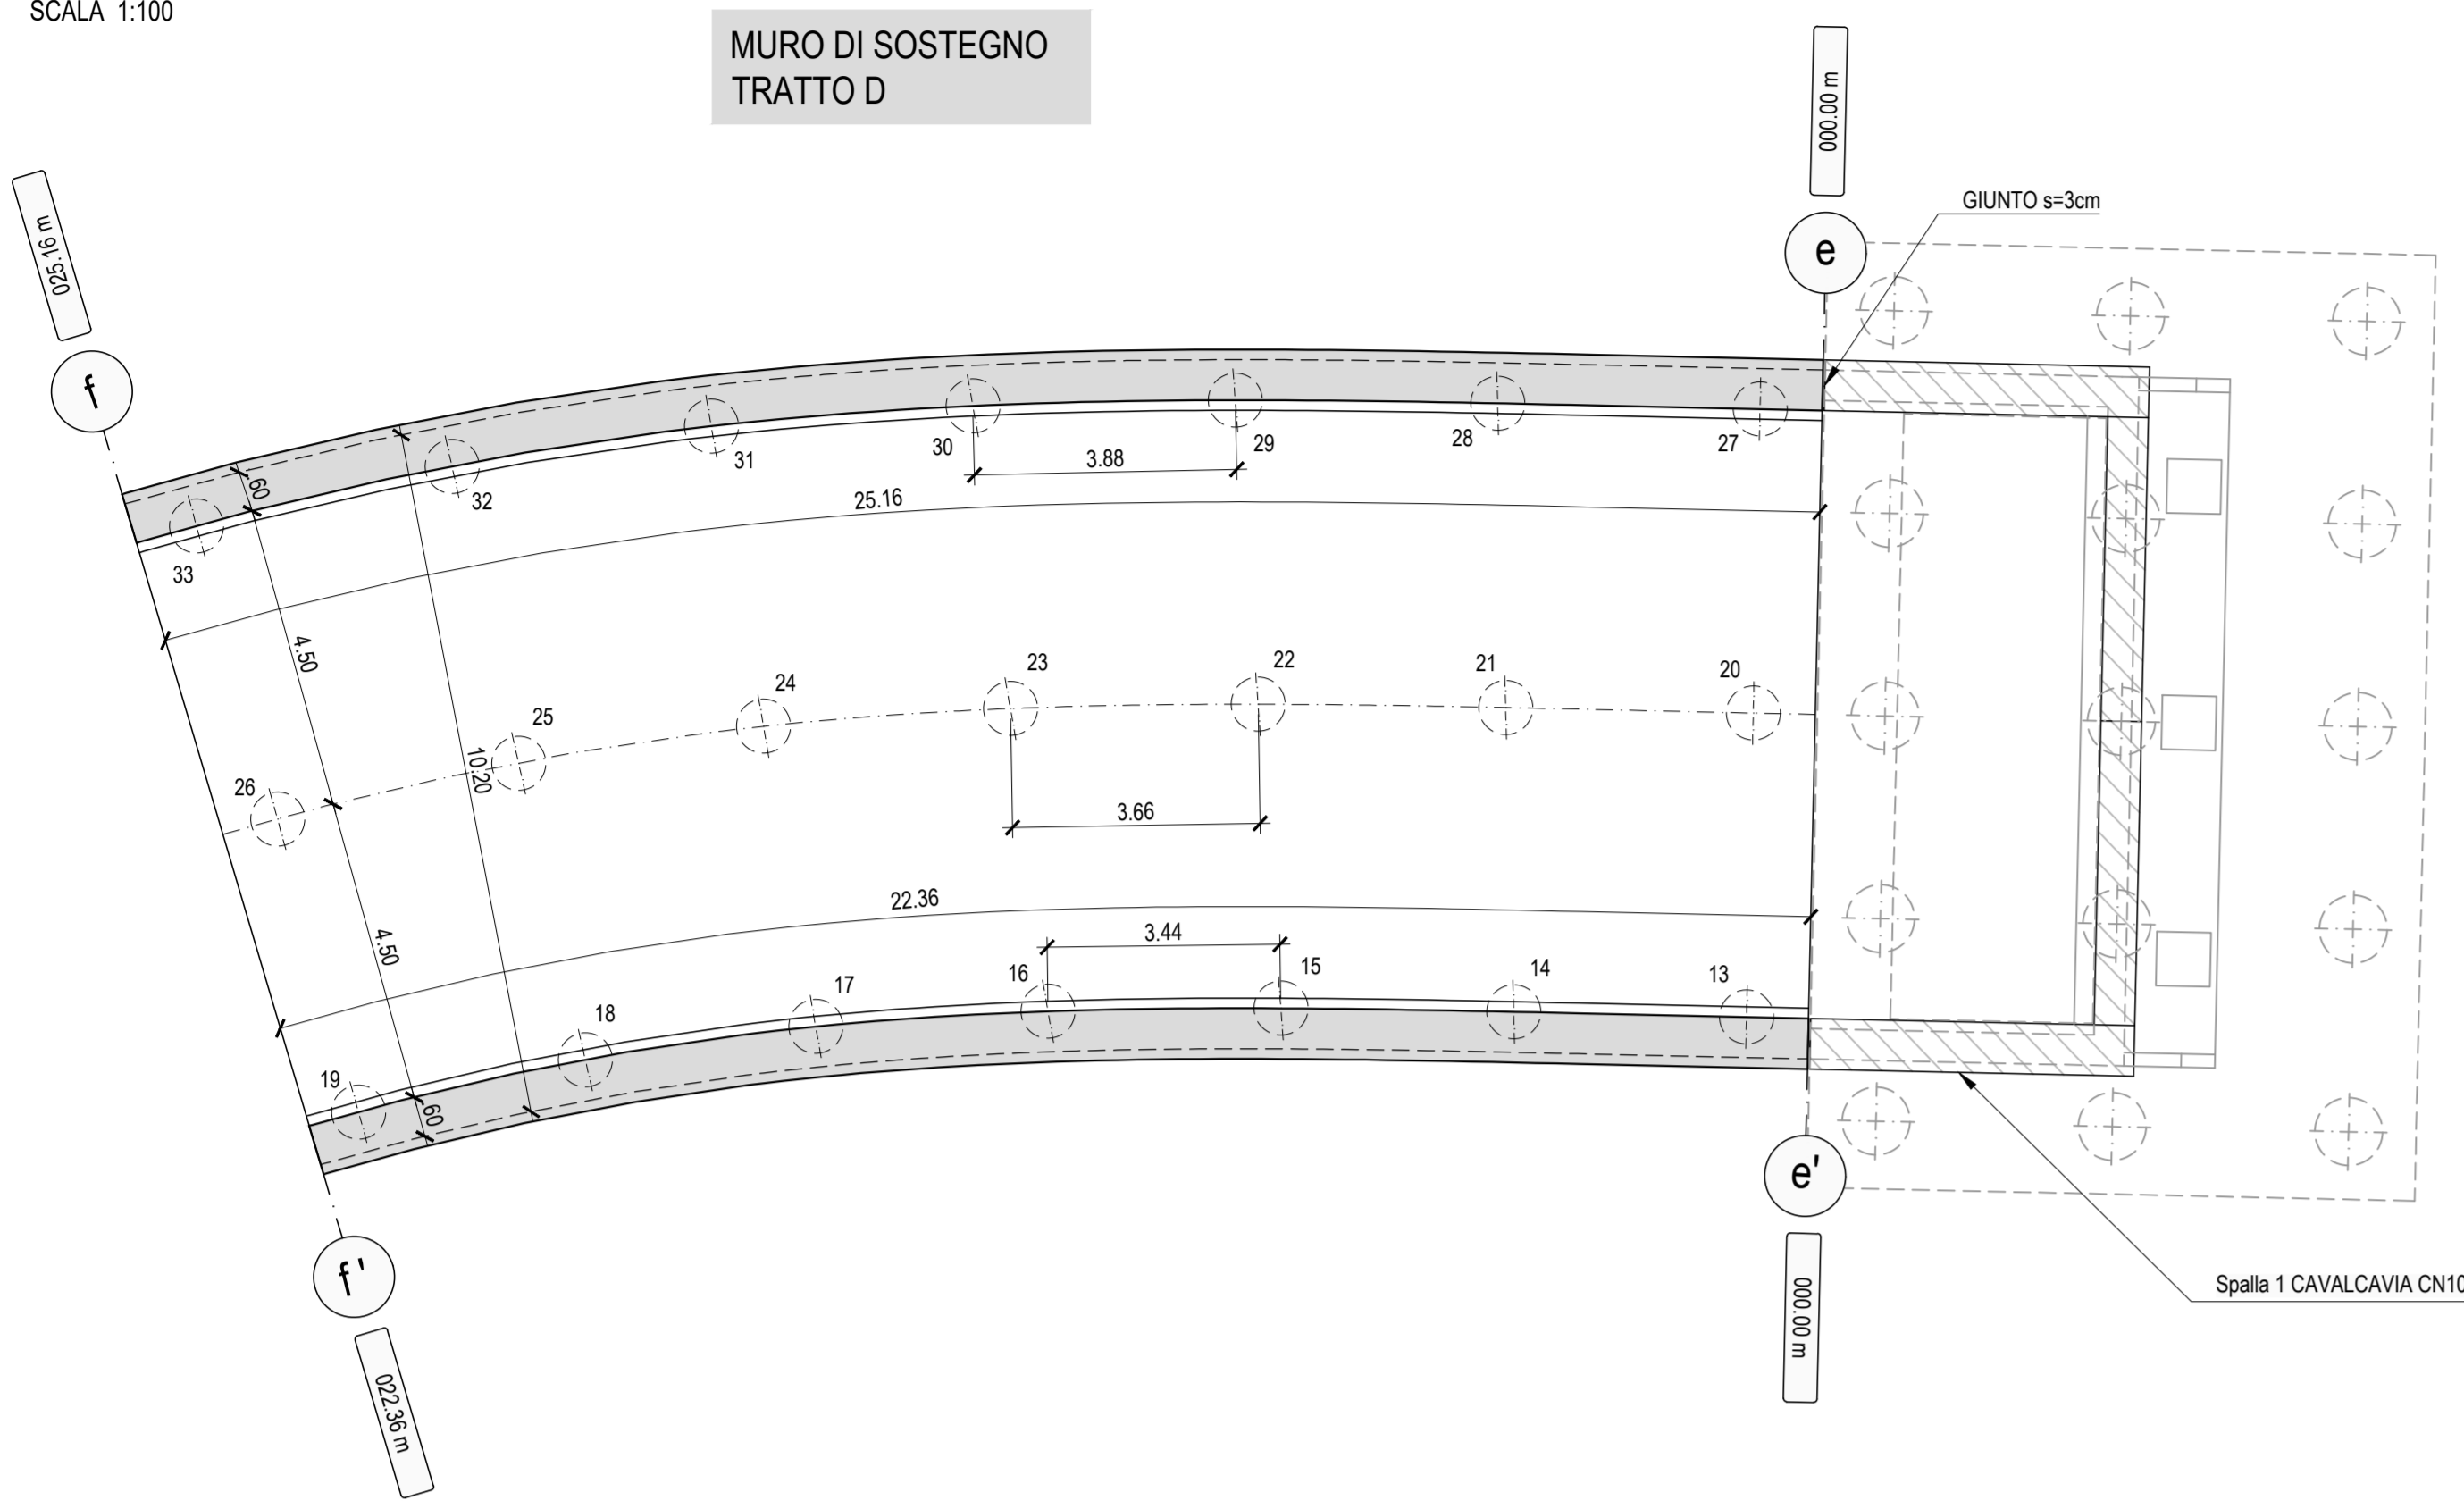 SCALA 1:100
MURO DI SOSTEGNO
TRATTO D
000.00 m
025.16 m
GIUNTO s=3cm
e
f
60
30
3.88
29
28
27
31
32
25.16
33
4.50
23
22
21
20
24
25
10.20
26
3.66
22.36
4.50
3.44
16
15
14
13
17
18
19
60
e'
f'
000.00 m
Spalla 1 CAVALCAVIA CN10
022.36 m